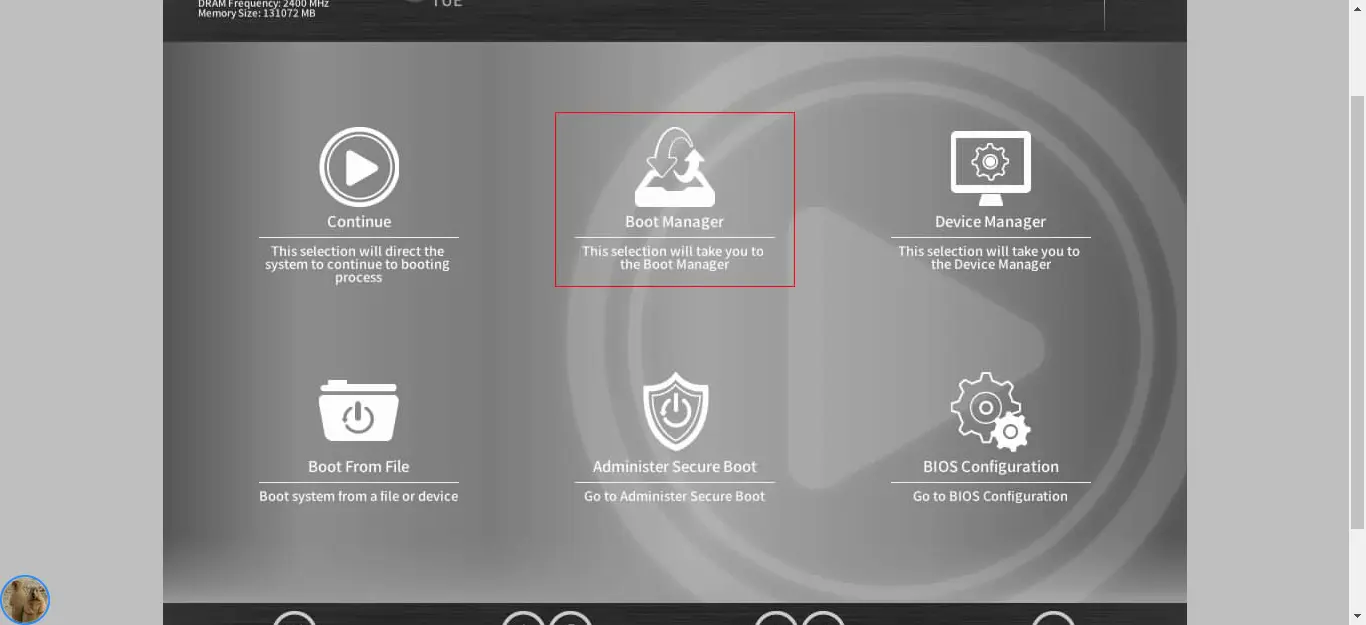 DRAM Frequency: 2400 MHz
Memory Size: 131072 MB
TUE
Continue
This selection will direct the
system to continue to booting
process
Boot Manager
This selection will take you to
the Boot Manager
Device Manager
This selection will take you to
the Device Manager
Boot From File
Boot system from a file or device
Administer Secure Boot
Go to Administer Secure Boot
BIOS Configuration
Go to BIOS Configuration